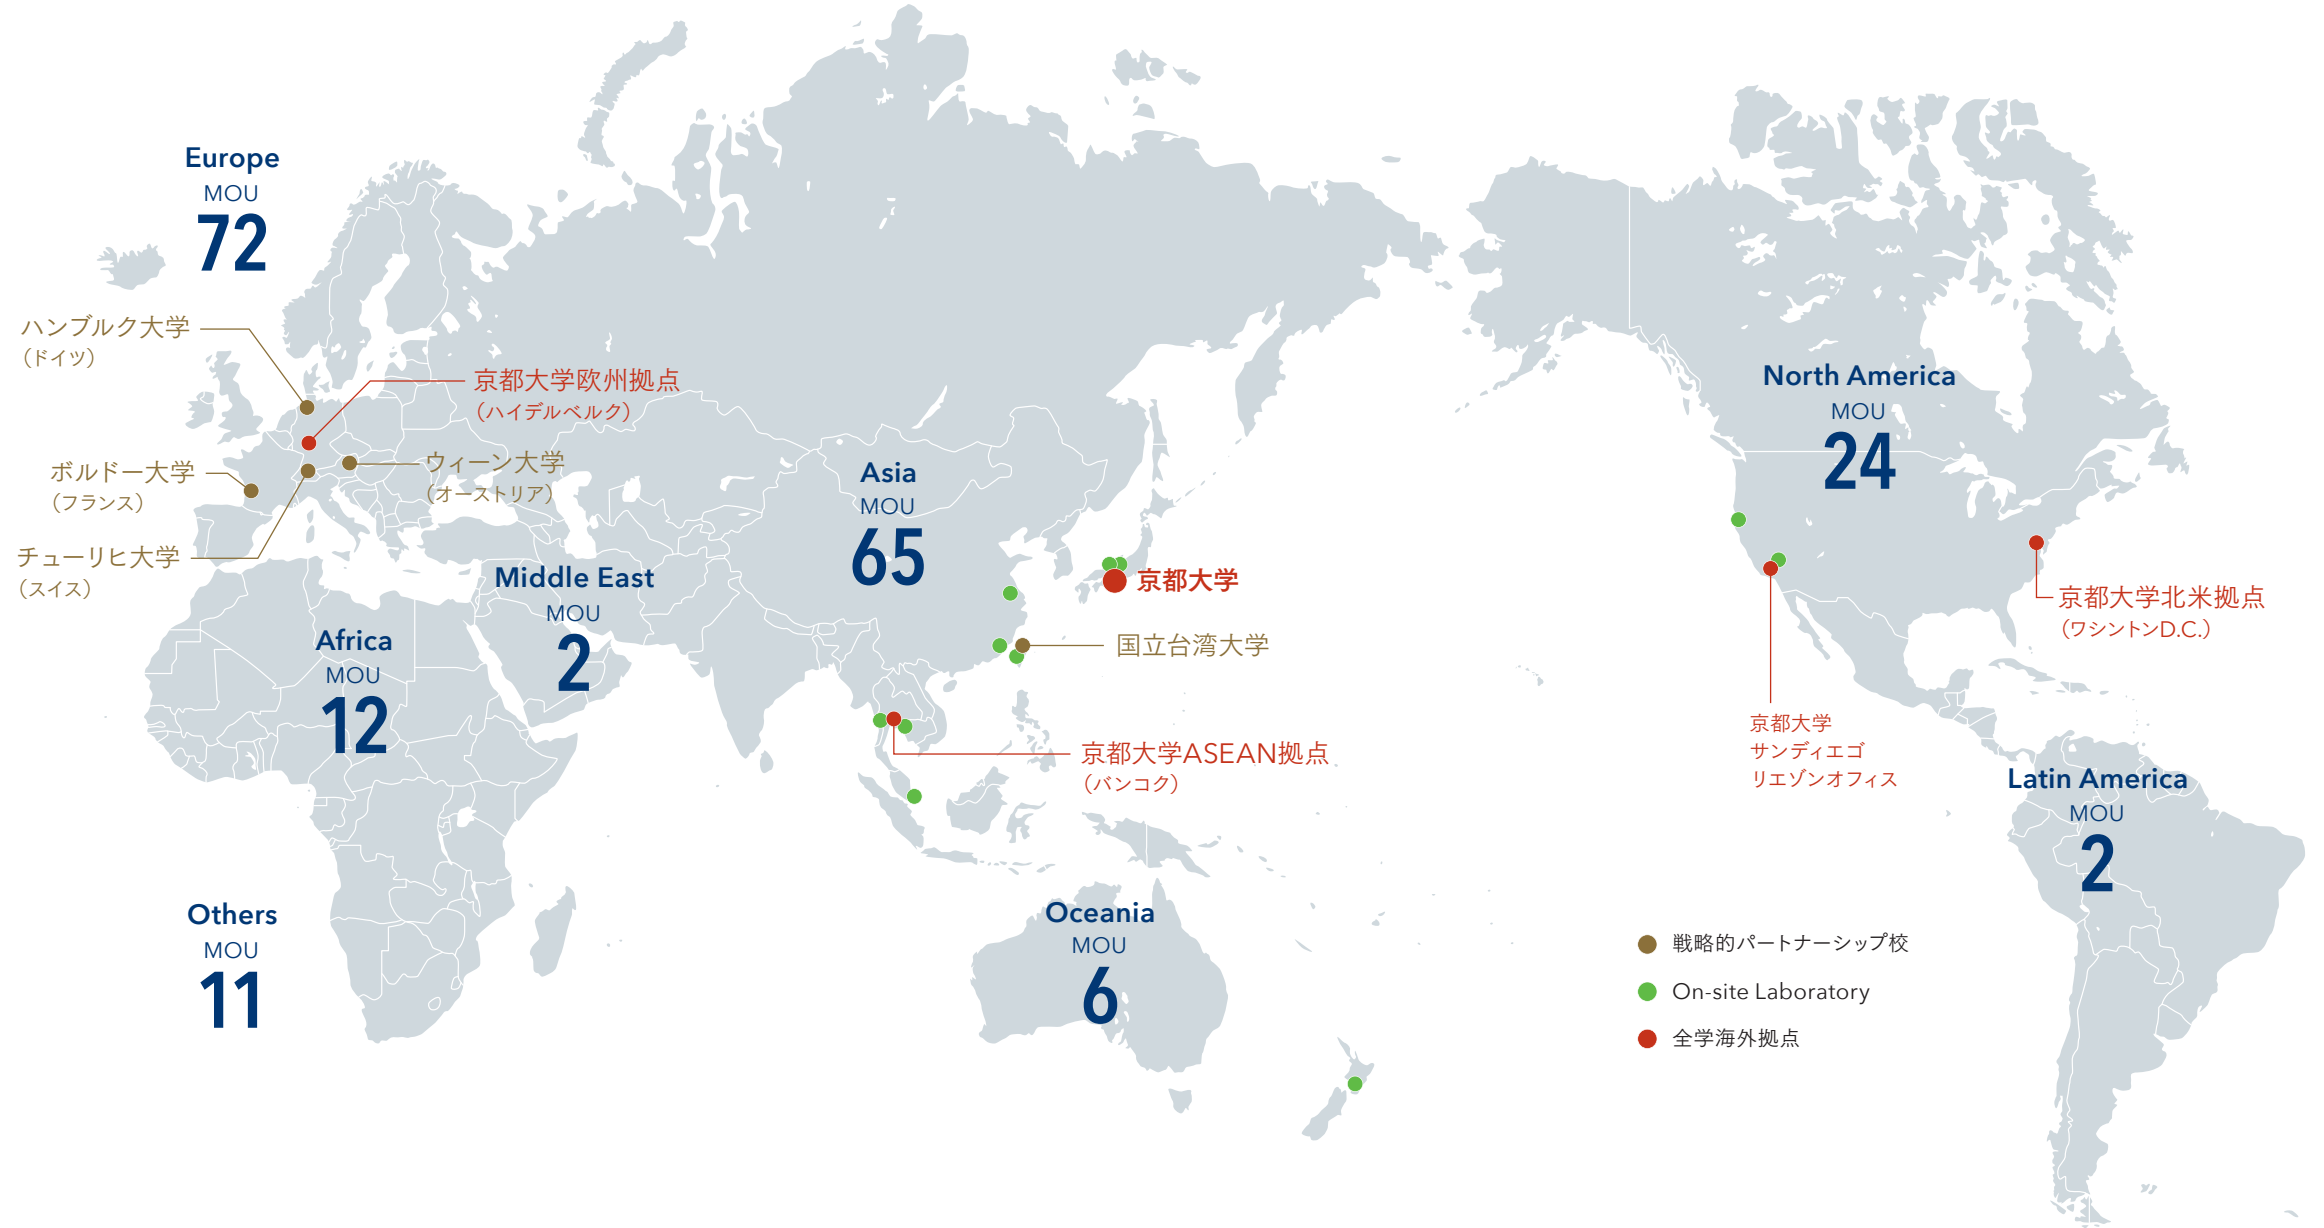 Europe
MOU
72
ハンブルク大学
（ドイツ）
京都大学欧州拠点
（ハイデルベルク）
ボルドー大学
（フランス）
ウィーン大学
（オーストリア）
チューリヒ大学
（スイス）
Middle East
MOU
2
Africa
MOU
12
Others
MOU
11
Asia
MOU
65
京都大学
国立台湾大学
京都大学ASEAN拠点
（バンコク）
Oceania
MOU
6
North America
MOU
24
京都大学北米拠点
（ワシントンD.C.）
京都大学
サンディエゴ
リエゾンオフィス
Latin America
MOU
2
戦略的パートナーシップ校
On-site Laboratory
全学海外拠点